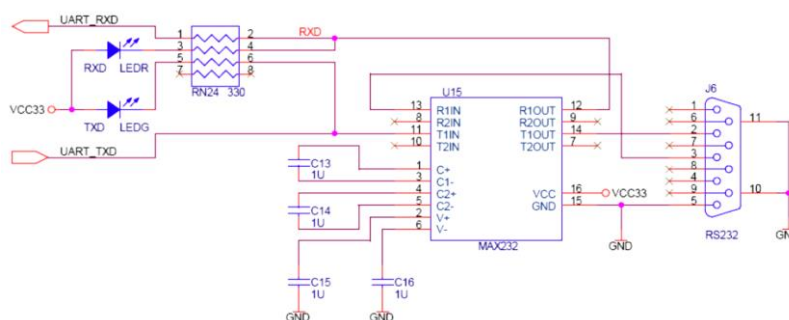 UART_RXD
1 2
3 4
5 6
7 8
RXD
RXD LEDR
RN24 330
VCC33
TXD LEDG
UART_TXD
U15
13 R1IN R1OUT 12
8 R2IN R2OUT 9
11 T1IN T1OUT 14
10 T2IN T2OUT 7
1 C+
3 C1-
4 C2+ VCC 16 VCC33
5 C2- GND 15
2 V+
6 V-
MAX232
GND
C13
1U
C14
1U
C15
1U
GND
C16
1U
GND
J6
1
6
2
7
3
8
4
9
5
11
10
RS232
GND